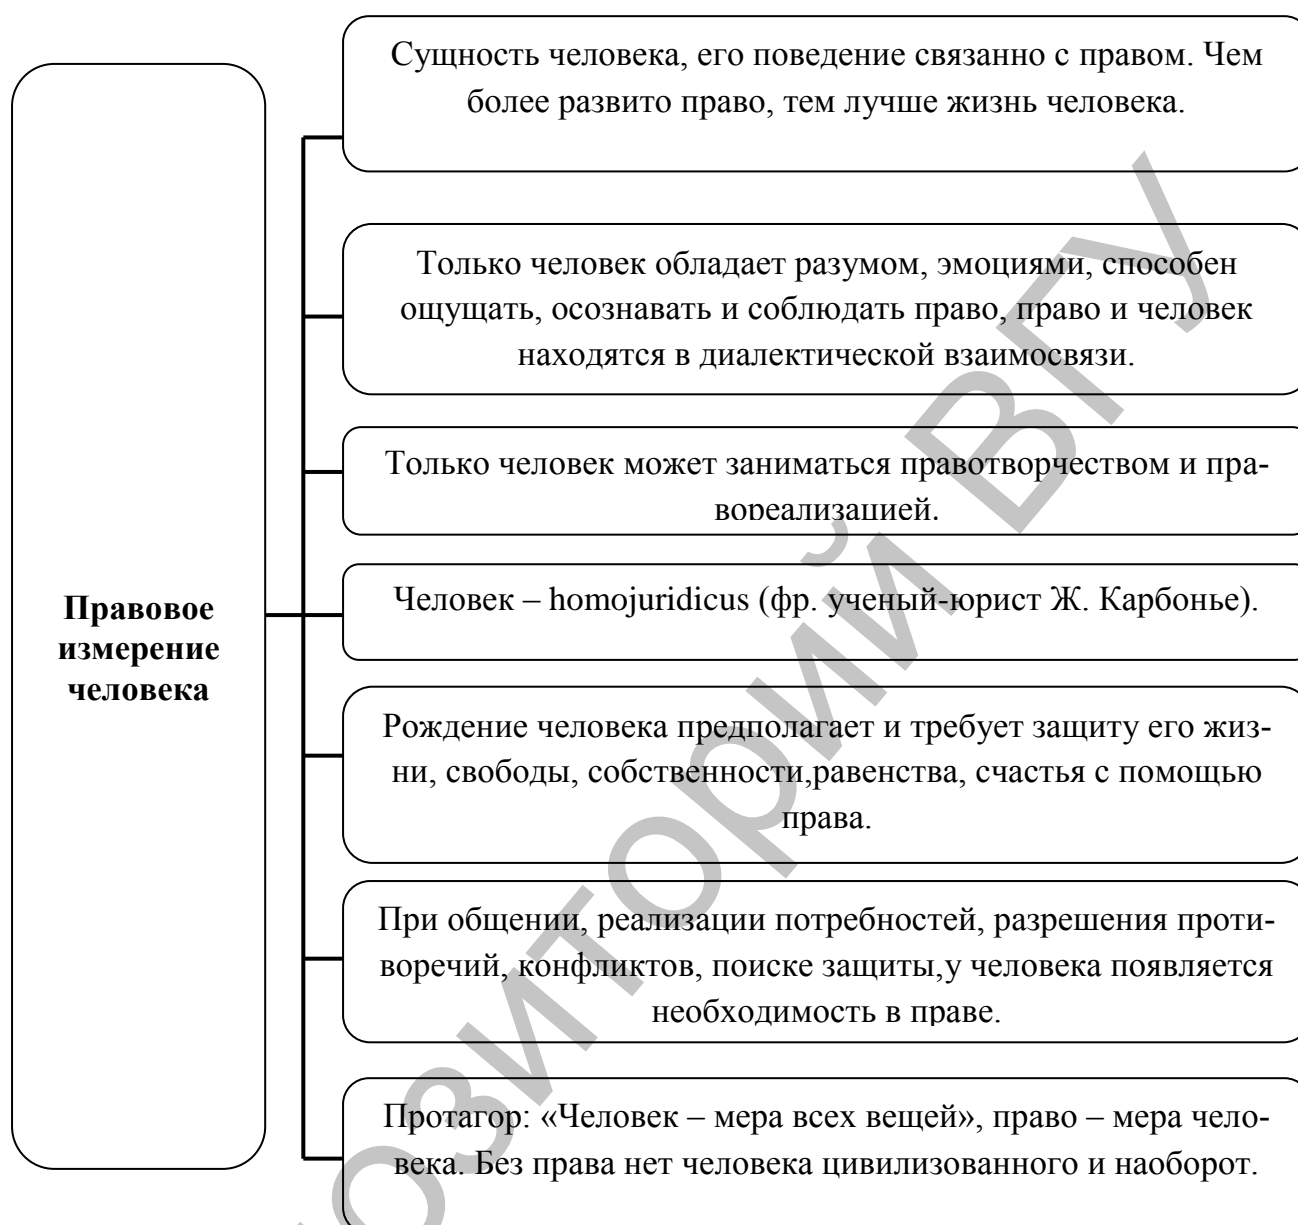 Сущность человека, его поведение связанно с правом. Чем
более развито право, тем лучше жизнь человека.
Только человек обладает разумом, эмоциями, способен
ощущать, осознавать и соблюдать право, право и человек
находятся в диалектической взаимосвязи.
Только человек может заниматься правотворчеством и пра-
вореализацией.
Правовое
измерение
человека
Человек – homojuridicus (фр. ученый-юрист Ж. Карбонье).
Рождение человека предполагает и требует защиту его жиз-
ни, свободы, собственности,равенства, счастья с помощью
права.
При общении, реализации потребностей, разрешения проти-
воречий, конфликтов, поиске защиты,у человека появляется
необходимость в праве.
Протагор: «Человек – мера всех вещей», право – мера чело-
века. Без права нет человека цивилизованного и наоборот.
озиторий ВГУ